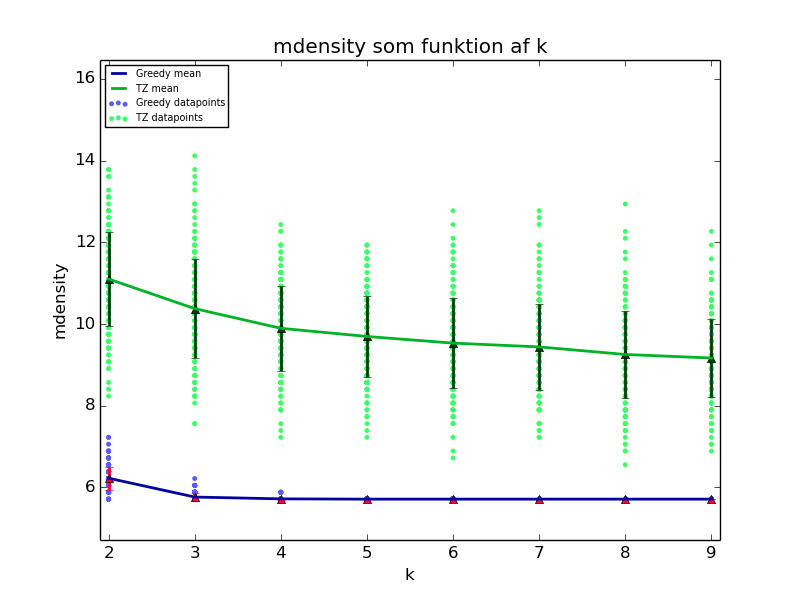 mdensity som funktion af k
Greedy mean
TZ mean
Greedy datapoints
TZ datapoints
mdensity
16
14
12
10
8
6
2 3 4 5 6 7 8 9
k